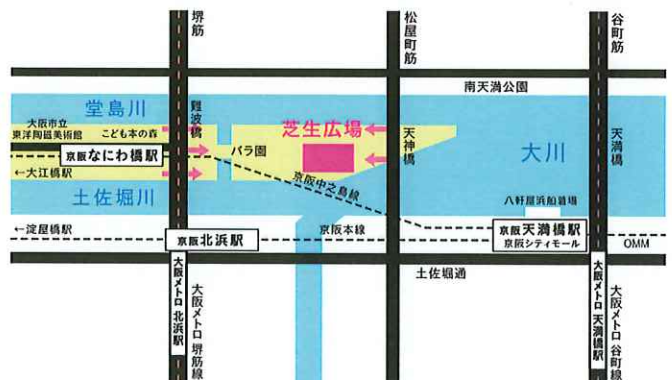 堺筋
松屋町筋
谷町筋
南天満公園
堂島川
難波橋
大阪市立
東洋陶磁美術館
こども本の森
芝生広場
天神橋
大川
天満橋
京阪なにわ橋駅
バラ園
←大江橋駅
京阪中之島線
土佐堀川
八軒屋浜船着場
←淀屋橋駅
京阪北浜駅
京阪本線
京阪天満橋駅
京阪シティモール
OMM
土佐堀通
大阪メトロ 北浜駅
大阪メトロ 堺筋線
大阪メトロ 天満橋駅
大阪メトロ 谷町線